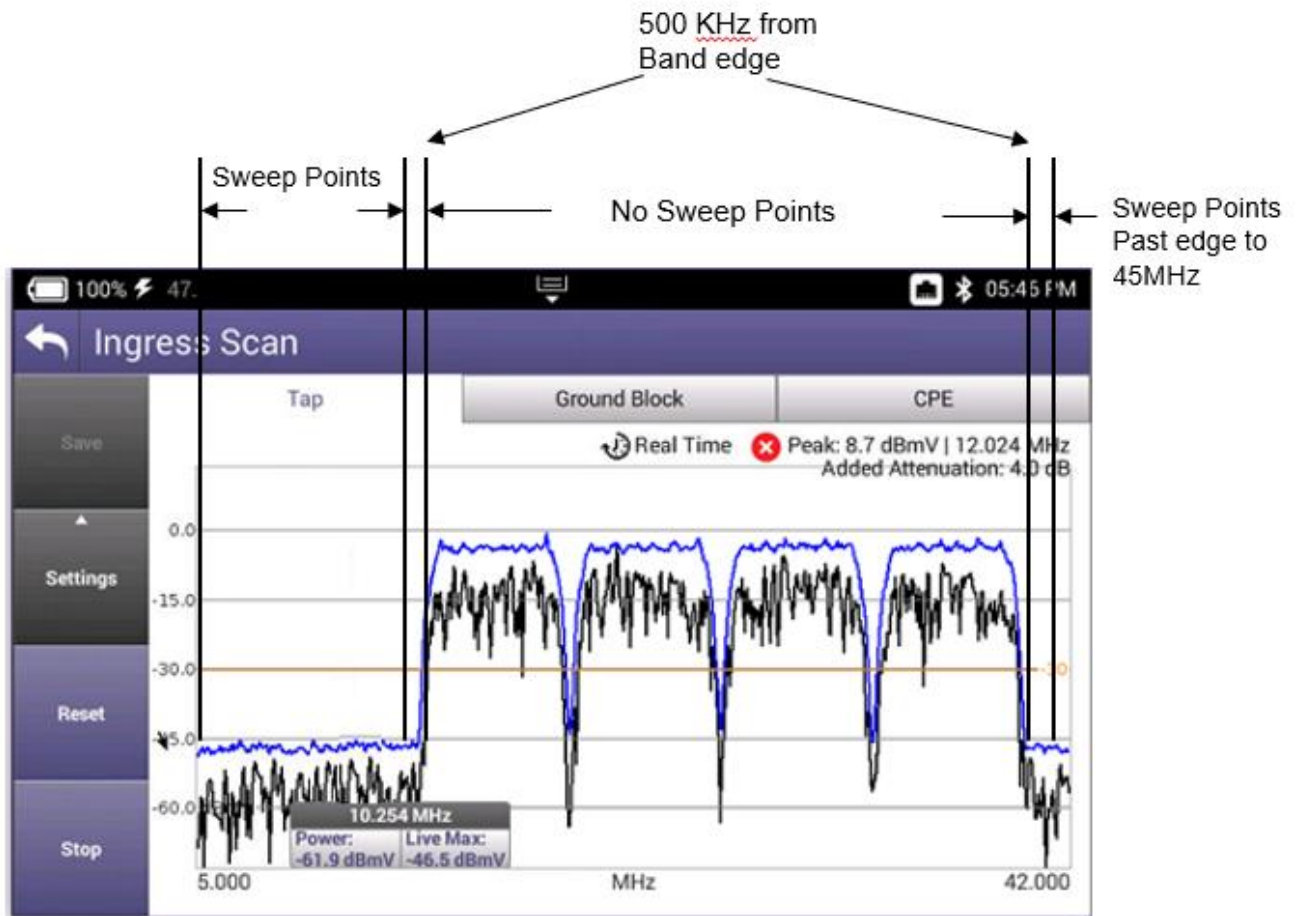 500 KHz from
Band edge
Sweep Points
No Sweep Points
Sweep Points
Past edge to
45MHz
100% 47.
05:45 PM
Ingress Scan
Tap
Ground Block
CPE
Save
Settings
Reset
Stop
Real Time
Peak: 8.7 dBmV | 12.024 MHz
Added Attenuation: 4.0 dB
0.0
-15.0
-30.0
-30
-60.0
10.254 MHz
Power:
-61.9 dBmV
Live Max:
-46.5 dBmV
5.000
MHz
42.000